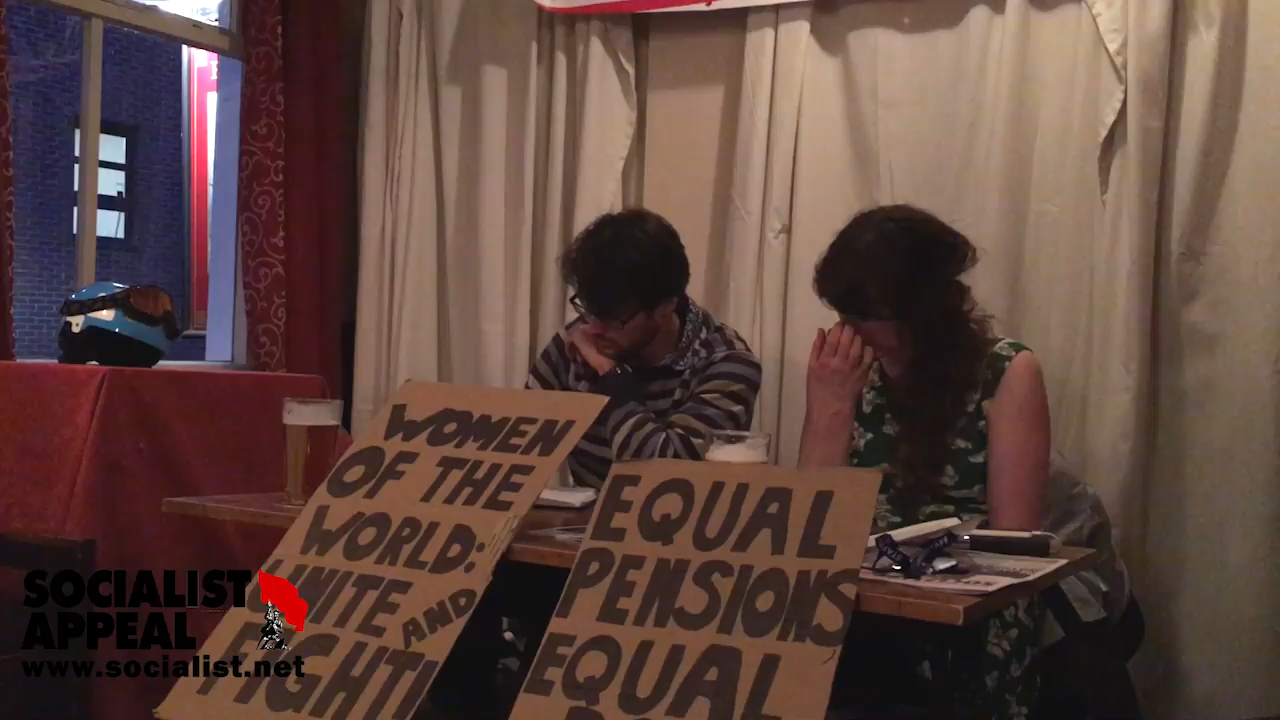 WOMEN
OF THE
WORLD:
UNITE
AND
FIGHT!
EQUAL
PENSIONS
EQUAL
SOCIALIST
APPEAL
www.socialist.net